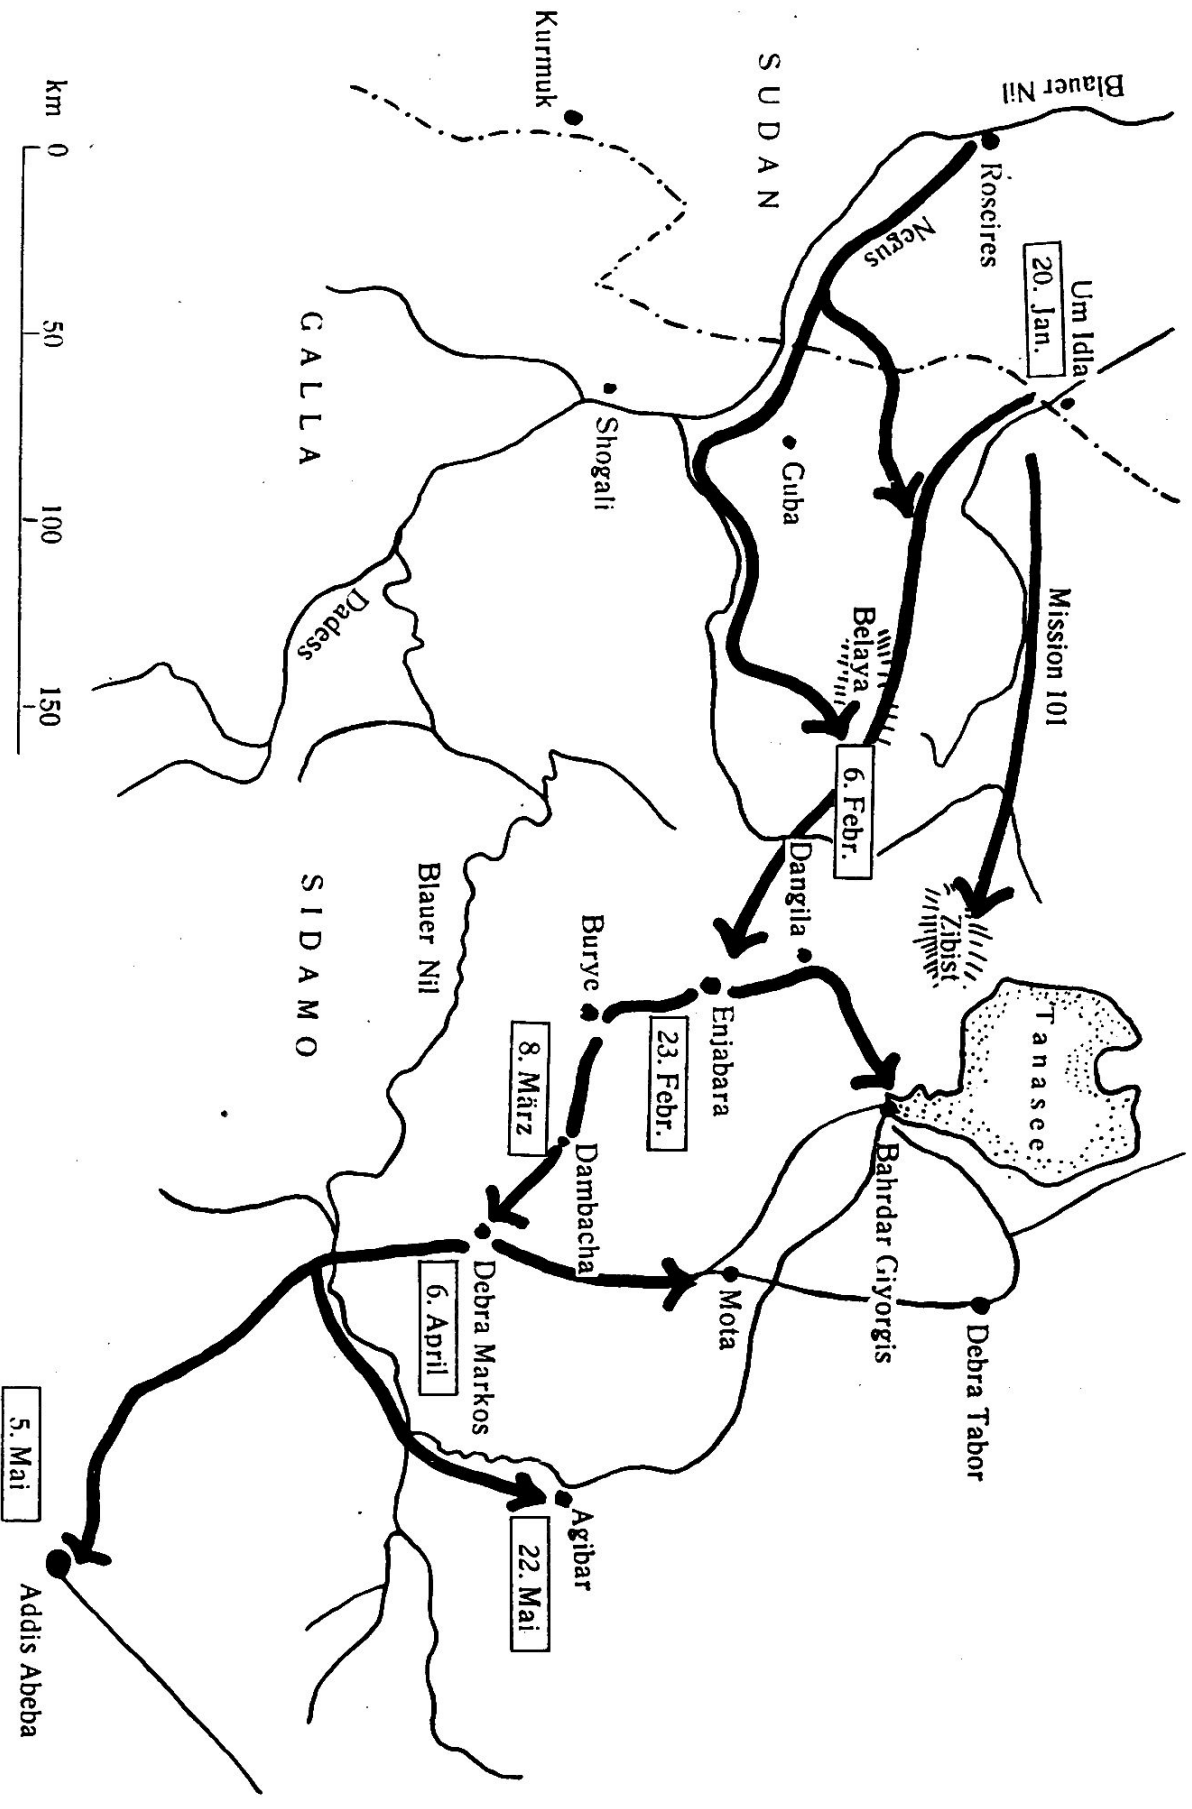 Blauer Nil
Roseires
Negus
Um Idla
20. Jan.
SUDAN
Kurmuk
Mission 101
Guba
Belaya
6. Febr.
Zibist
Tanasee
Shogali
GALLA
Dadess
Dangila
Enjabara
23. Febr.
Bahrdar Giyorgis
Debra Tabor
Burye
8. März
Dambacha
Mota
Blauer Nil
SIDAMO
Debra Markos
6. April
Agibar
22. Mai
5. Mai
Addis Abeba
km 0 50 100 150